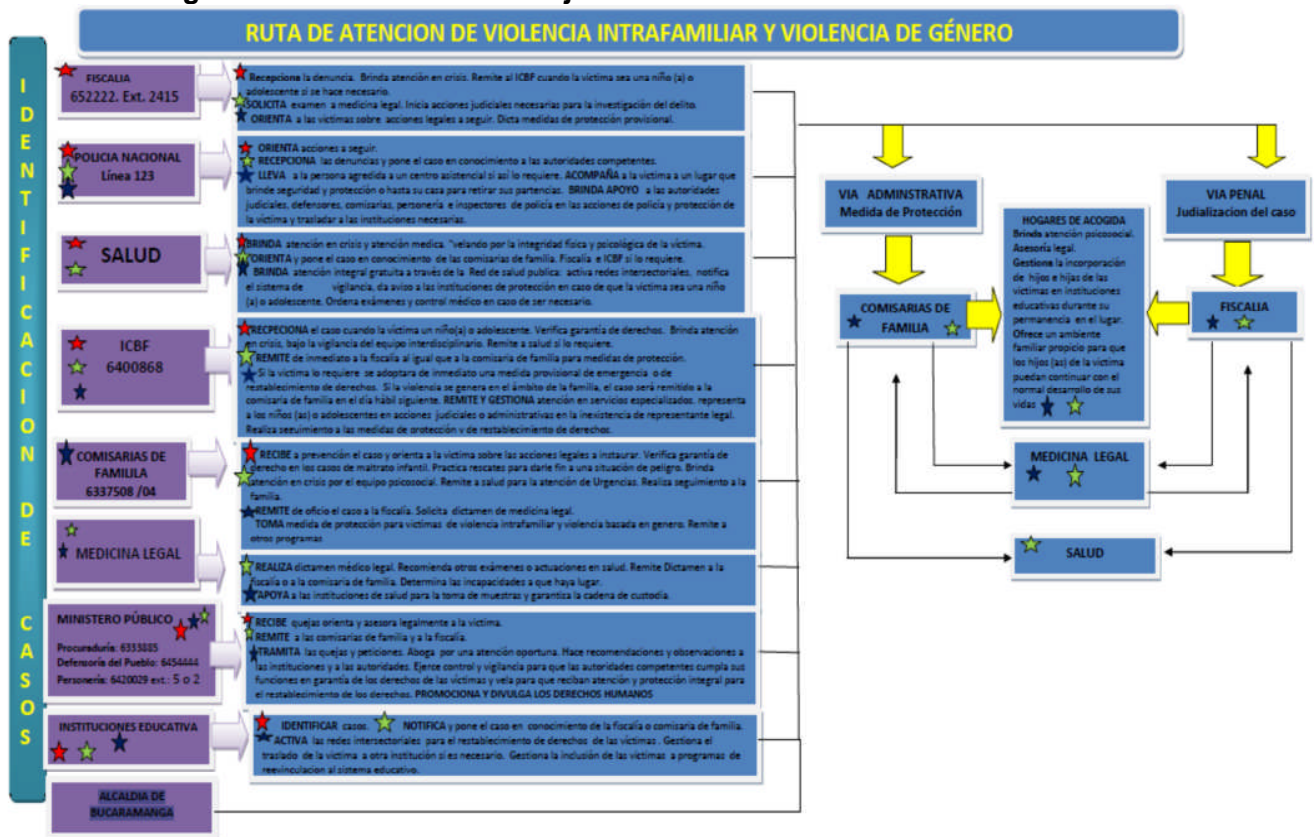 RUTA DE ATENCION DE VIOLENCIA INTRAFAMILIAR Y VIOLENCIA DE GÉNERO
IDENTIFICACION DE CASOS
FISCALIA
652222. Ext. 2415
Recepciona la denuncia. Brinda atención en crisis. Remite al ICBF cuando la victima sea una niño (a) o
adolescente si se hace necesario.
SOLICITA examen a medicina legal. Inicia acciones judiciales necesarias para la investigación del delito.
ORIENTA a las victimas sobre acciones legales a seguir. Dicta medidas de protección provisional.
POLICIA NACIONAL
Línea 123
ORIENTA acciones a seguir.
RECEPCIONA las denuncias y pone el caso en conocimiento a las autoridades competentes.
LLEVA a la persona agredida a un centro asistencial si así lo requiere. ACOMPAÑA a la victima a un lugar que
brinde seguridad y protección o hasta su casa para retirar sus partencias. BRINDA APOYO a las autoridades
judiciales, defensores, comisarias, personería e inspectores de policía en las acciones de policía y protección de
la víctima y trasladar a las instituciones necesarias.
SALUD
BRINDA atención en crisis y atención medica. "velando por la integridad física y psicológica de la víctima.
ORIENTA y pone el caso en conocimiento de las comisarias de familia. Fiscalia e ICBF si lo requiere.
BRINDA atención integral gratuita a través de la Red de salud publica: activa redes intersectoriales, notifica
el sistema de vigilancia, da aviso a las instituciones de protección en caso de que la victima sea una niño
(a) o adolescente. Ordena exámenes y control médico en caso de ser necesario.
ICBF
6400868
RECPECIONA el caso cuando la víctima un niño(a) o adolescente. Verifica garantía de derechos. Brinda atención
en crisis, bajo la vigilancia del equipo interdisciplinario. Remite a salud si lo requiere.
REMITE de inmediato a la fiscalía al igual que a la comisaria de familia para medidas de protección.
Si la victima lo requiere se adoptara de inmediato una medida provisional de emergencia o de
restablecimiento de derechos. Si la violencia se genera en el ámbito de la familia, el caso será remitido a la
comisaria de familia en el día hábil siguiente. REMITE Y GESTIONA atención en servicios especializados. representa
a los niños (as) o adolescentes en acciones judiciales o administrativas en la inexistencia de representante legal.
Realiza seguimiento a las medidas de protección y de restablecimiento de derechos.
COMISARIAS DE
FAMILILA
6337508 /04
RECIBE a prevención el caso y orienta a la víctima sobre las acciones legales a instaurar. Verifica garantía de
derecho en los casos de maltrato infantil. Practica rescates para darle fin a una situación de peligro. Brinda
atención en crisis por el equipo psicosocial. Remite a salud para la atención de Urgencias. Realiza seguimiento a la
familia.
REMITE de oficio el caso a la fiscalía. Solicita dictamen de medicina legal.
TOMA medida de protección para victimas de violencia intrafamiliar y violencia basada en genero. Remite a
otros programas
MEDICINA LEGAL
REALIZA dictamen médico legal. Recomienda otros exámenes o actuaciones en salud. Remite Dictamen a la
fiscalía o a la comisaria de familia. Determina las incapacidades a que haya lugar.
APOYA a las instituciones de salud para la toma de muestras y garantiza la cadena de custodia.
MINISTERO PÚBLICO
Procuraduría: 6333885
Defensoría del Pueblo: 6454444
Personería: 6420029 ext.: 5 o 2
RECIBE quejas orienta y asesora legalmente a la victima.
REMITE a las comisarias de familia y a la fiscalía.
TRAMITA las quejas y peticiones. Aboga por una atención oportuna. Hace recomendaciones y observaciones a
las instituciones y a las autoridades. Ejerce control y vigilancia para que las autoridades competentes cumpla sus
funciones en garantía de los derechos de las víctimas y vela para que reciban atención y protección integral para
el restablecimiento de los derechos. PROMOCIONA Y DIVULGA LOS DERECHOS HUMANOS
INSTITUCIONES EDUCATIVA
IDENTIFICAR casos. NOTIFICA y pone el caso en conocimiento de la fiscalía o comisaria de familia.
ACTIVA las redes intersectoriales para el restablecimiento de derechos de las víctimas . Gestiona el
traslado de la victima a otra institución si es necesario. Gestiona la inclusión de las victimas a programas de
reevinculacion al sistema educativo.
ALCALDIA DE
BUCARAMANGA
VIA ADMINSTRATIVA
Medida de Protección
COMISARIAS DE
FAMILIA
HOGARES DE ACOGIDA
Brinda atención psicosocial.
Asesoría legal.
Gestiona la incorporación
de hijos e hijas de las
victimas en instituciones
educativas durante su
permanencia en el lugar.
Ofrece un ambiente
familiar propicio para que
los hijos (as) de la victima
puedan continuar con el
normal desarrollo de sus
vidas
VIA PENAL
Judialización del caso
FISCALIA
MEDICINA LEGAL
SALUD